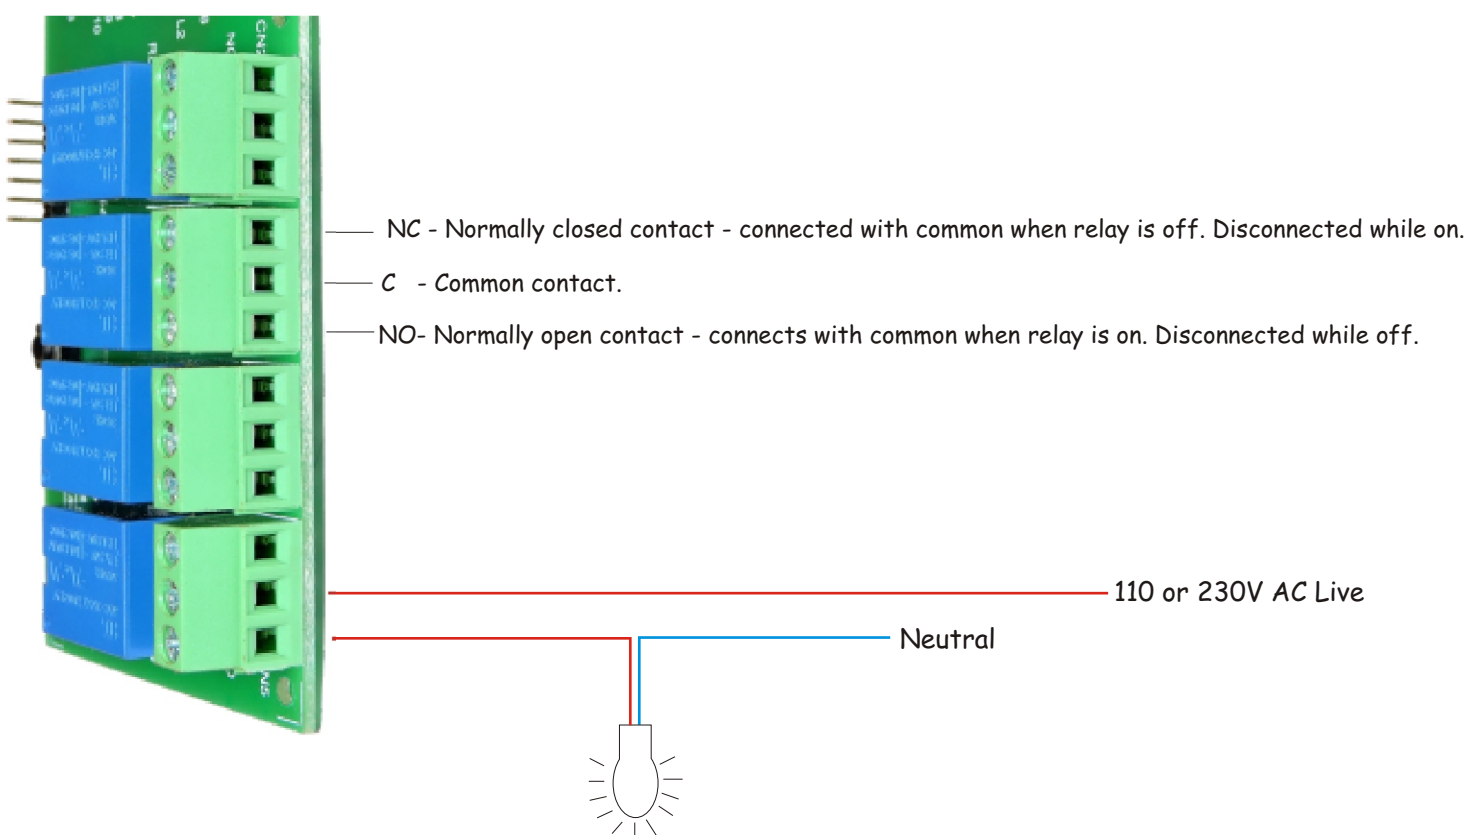 NC - Normally closed contact - connected with common when relay is off. Disconnected while on.
C - Common contact.
NO- Normally open contact - connects with common when relay is on. Disconnected while off.
110 or 230V AC Live
Neutral
L2